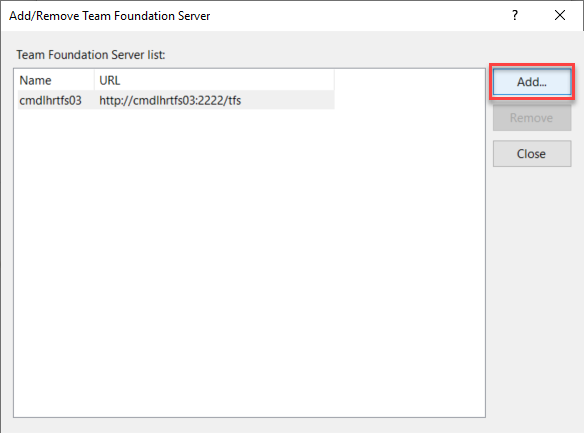 Add/Remove Team Foundation Server
?
Team Foundation Server list:
Name URL
cmdlhrtfs03 http://cmdlhrtfs03:2222/tfs
Add...
Remove
Close